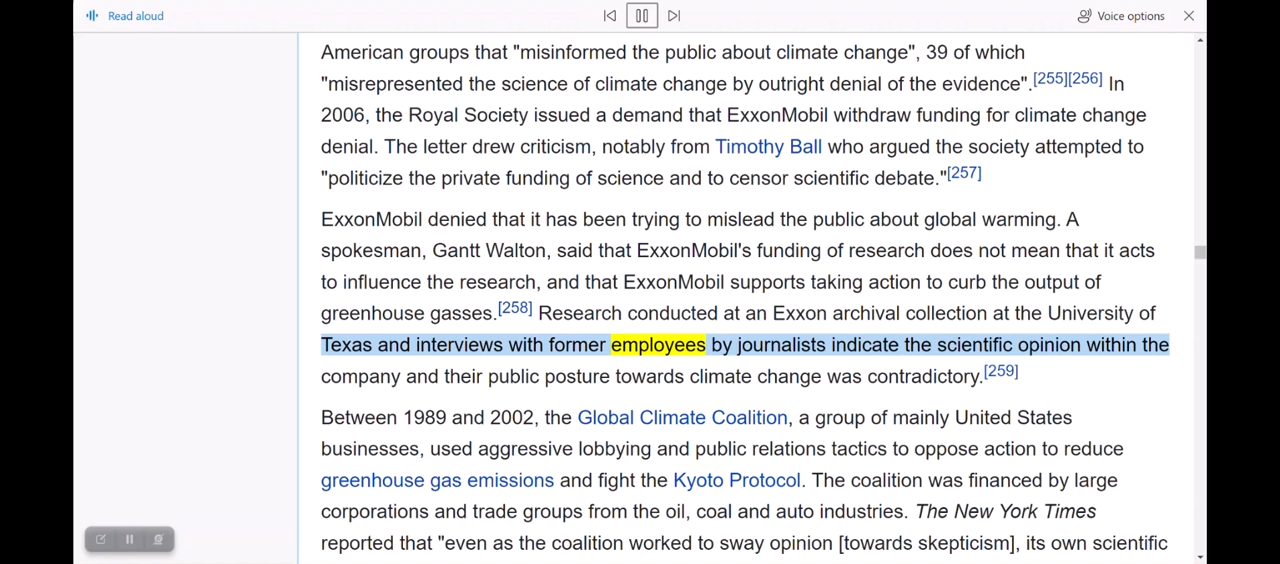 Read aloud
Voice options
American groups that "misinformed the public about climate change", 39 of which
"misrepresented the science of climate change by outright denial of the evidence".[255][256] In
2006, the Royal Society issued a demand that ExxonMobil withdraw funding for climate change
denial. The letter drew criticism, notably from Timothy Ball who argued the society attempted to
"politicize the private funding of science and to censor scientific debate."[257]
ExxonMobil denied that it has been trying to mislead the public about global warming. A
spokesman, Gantt Walton, said that ExxonMobil's funding of research does not mean that it acts
to influence the research, and that ExxonMobil supports taking action to curb the output of
greenhouse gasses.[258] Research conducted at an Exxon archival collection at the University of
Texas and interviews with former employees by journalists indicate the scientific opinion within the
company and their public posture towards climate change was contradictory.[259]
Between 1989 and 2002, the Global Climate Coalition, a group of mainly United States
businesses, used aggressive lobbying and public relations tactics to oppose action to reduce
greenhouse gas emissions and fight the Kyoto Protocol. The coalition was financed by large
corporations and trade groups from the oil, coal and auto industries. The New York Times
reported that "even as the coalition worked to sway opinion [towards skepticism], its own scientific